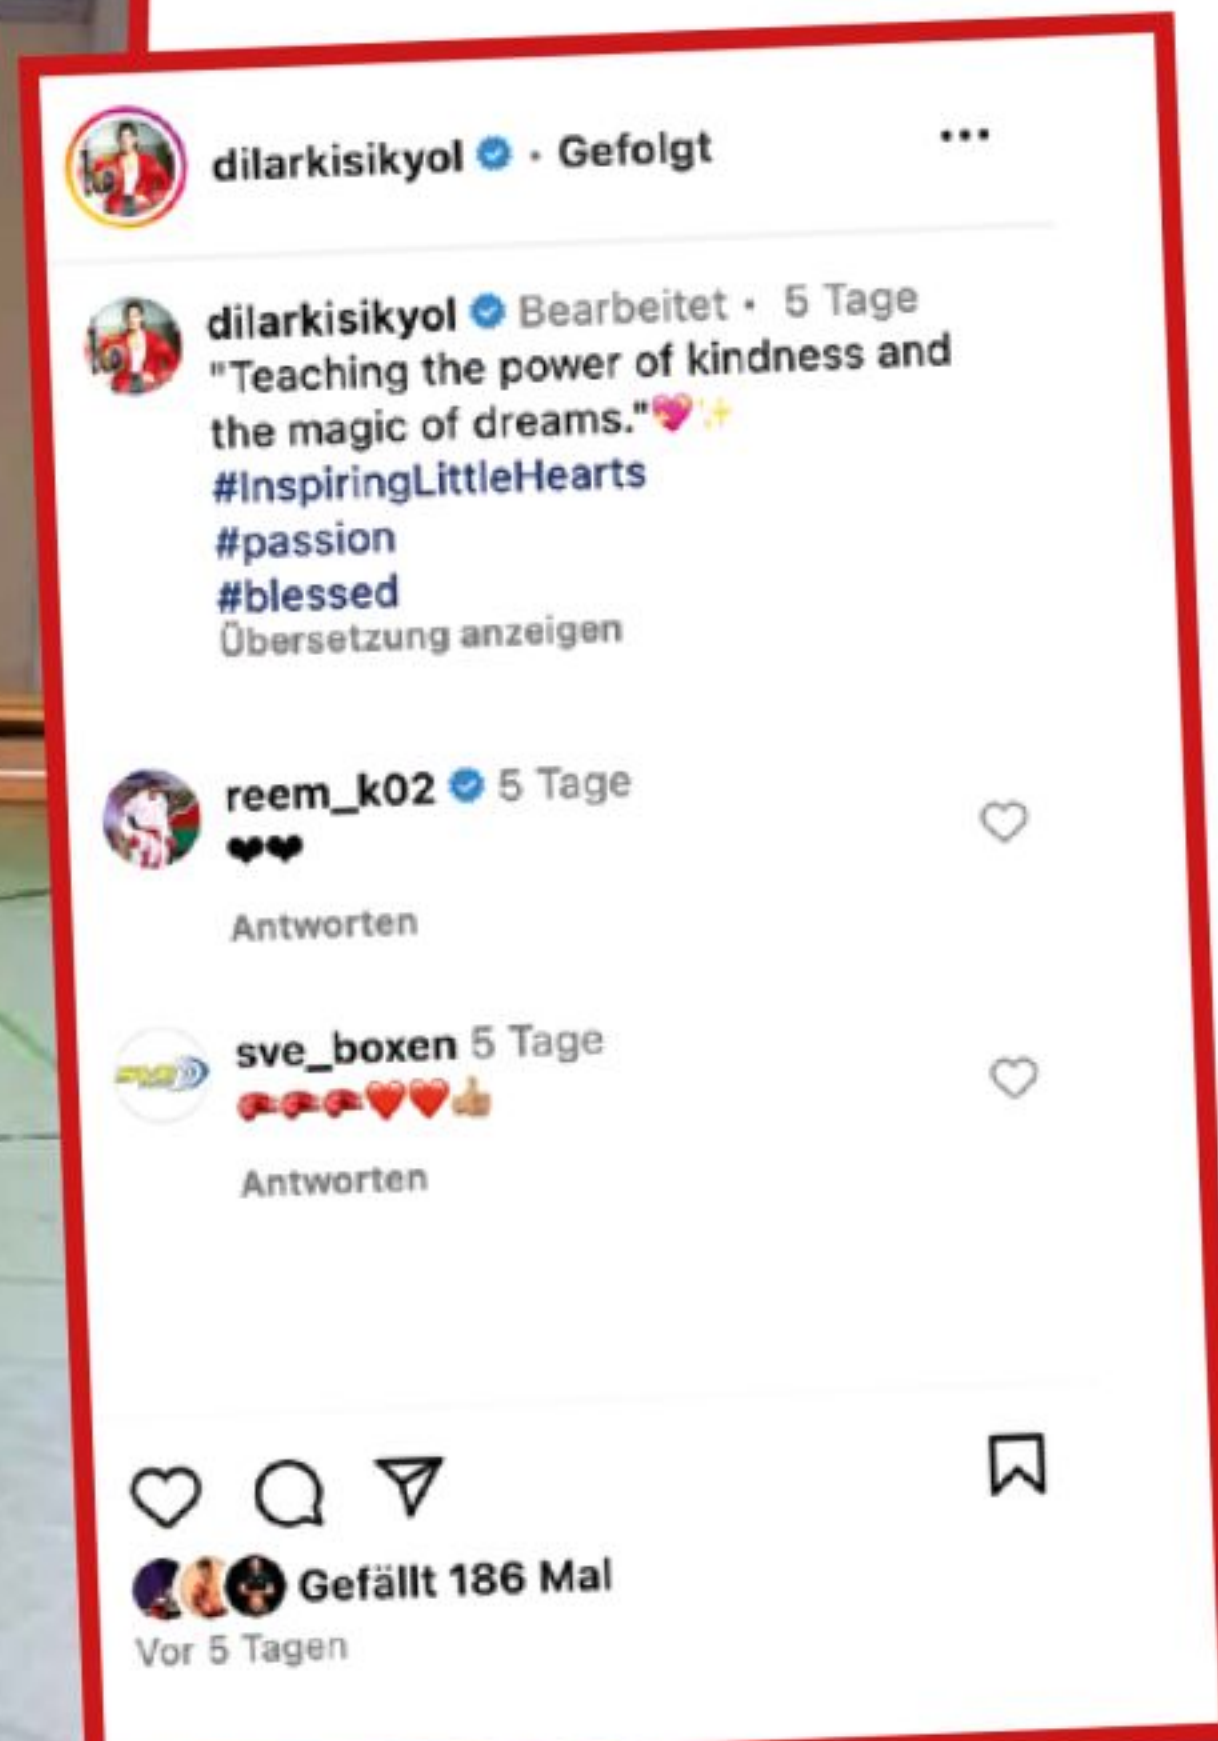 dilarkisikyol · Gefolgt
dilarkisikyol Bearbeitet · 5 Tage
"Teaching the power of kindness and
the magic of dreams."💖✨
#InspiringLittleHearts
#passion
#blessed
Übersetzung anzeigen
reem_k02 5 Tage
🖤🖤
Antworten
sve_boxen 5 Tage
🥊🥊🥊❤️❤️👍🏼
Antworten
Gefällt 186 Mal
Vor 5 Tagen